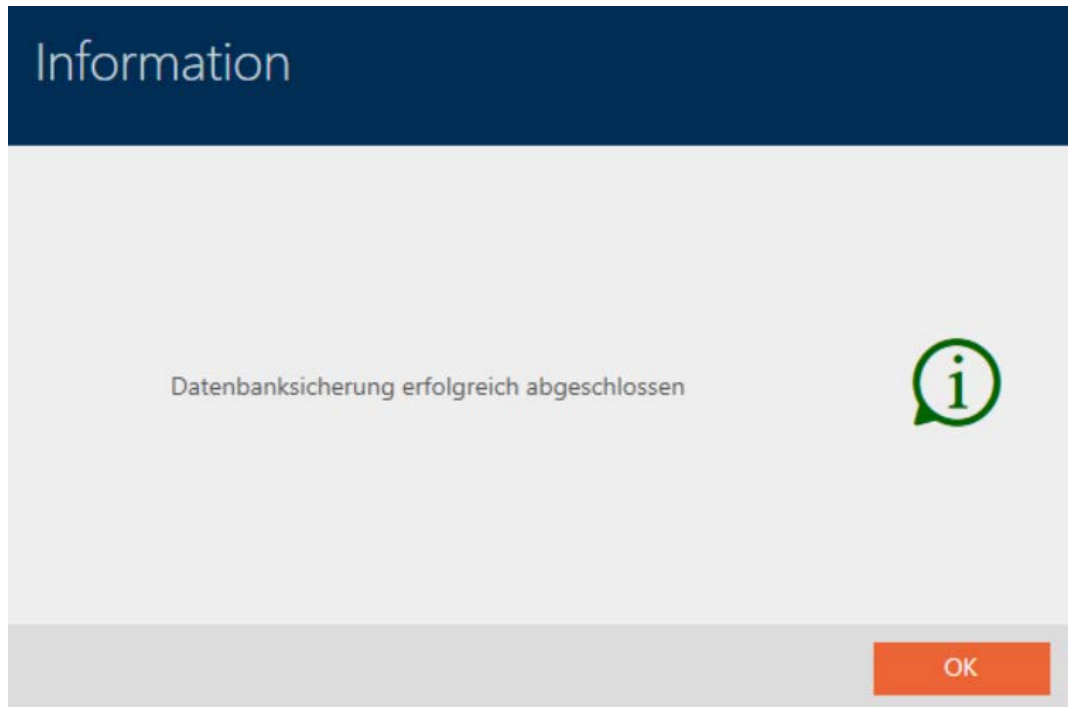 Information
Datenbanksicherung erfolgreich abgeschlossen
i
OK